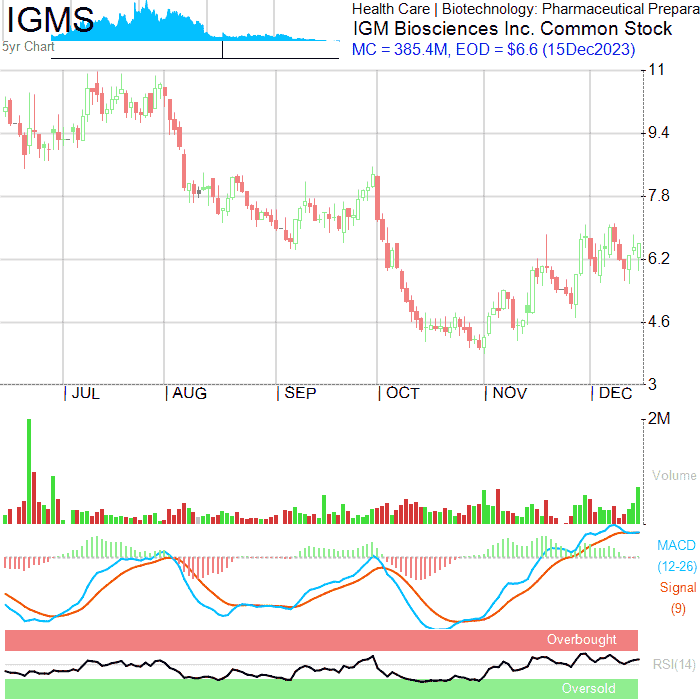 IGMS
5yr Chart
Health Care | Biotechnology: Pharmaceutical Prepara
IGM Biosciences Inc. Common Stock
MC = 385.4M, EOD = $6.6 (15Dec2023)
11
9.4
7.8
6.2
4.6
3
| JUL | AUG | SEP | OCT | NOV | DEC
2M
Volume
MACD
(12-26)
Signal
(9)
Overbought
RSI(14)
Oversold